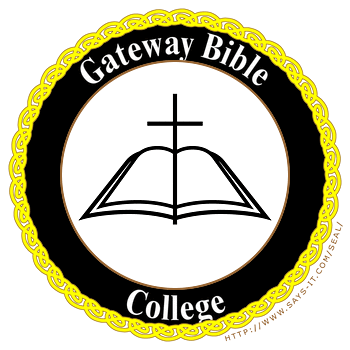 Gateway Bible
College
HTTP://WWW.SAYS-IT.COM/SEAL/